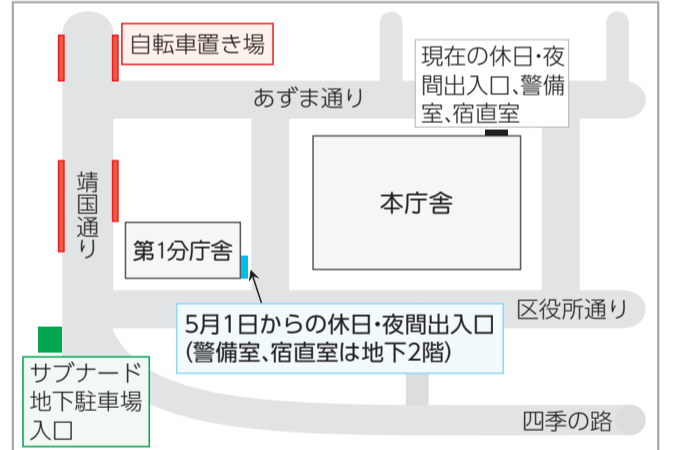 自転車置き場
現在の休日・夜
間出入口、警備
室、宿直室
あずま通り
靖国通り
本庁舎
第1分庁舎
区役所通り
5月1日からの休日・夜間出入口
(警備室、宿直室は地下2階)
サブナード
地下駐車場
入口
四季の路